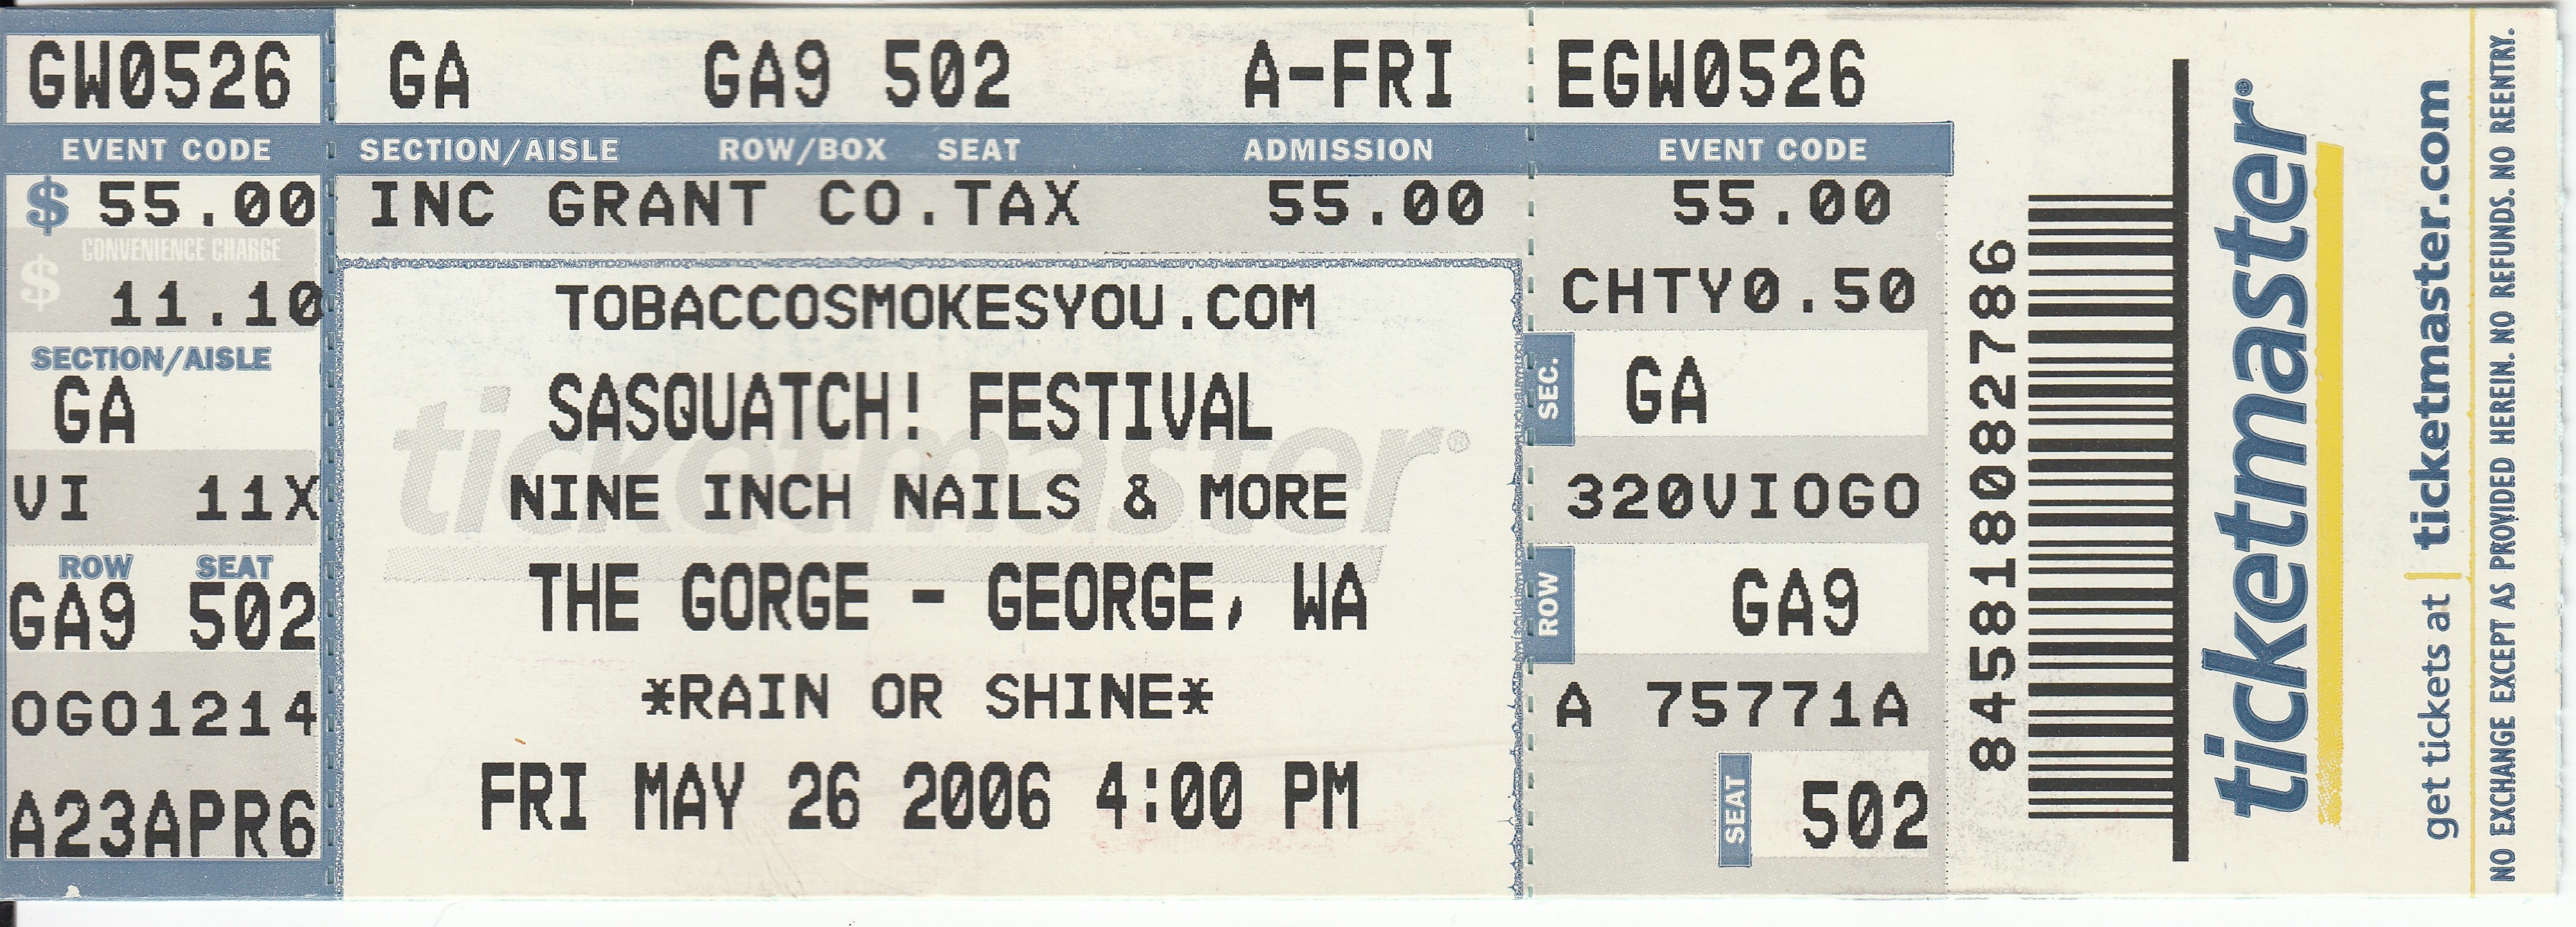 GW0526
EVENT CODE
$ 55.00
CONVENIENCE CHARGE
$ 11.10
SECTION/AISLE
GA
VI 11X
ROW SEAT
GA9 502
OGO1214
A23APR6
GA GA9 502 A-FRI
SECTION/AISLE ROW/BOX SEAT ADMISSION
INC GRANT CO.TAX 55.00
TOBACCOSMOKESYOU.COM
SASQUATCH! FESTIVAL
NINE INCH NAILS & MORE
THE GORGE - GEORGE, WA
*RAIN OR SHINE*
FRI MAY 26 2006 4:00 PM
ticketmaster®
EGW0526
EVENT CODE
55.00
CHTY0.50
SEC. GA
320VIOGO
ROW GA9
A 75771A
SEAT 502
845818082786
ticketmaster®
get tickets at | ticketmaster.com
NO EXCHANGE EXCEPT AS PROVIDED HEREIN. NO REFUNDS. NO REENTRY.